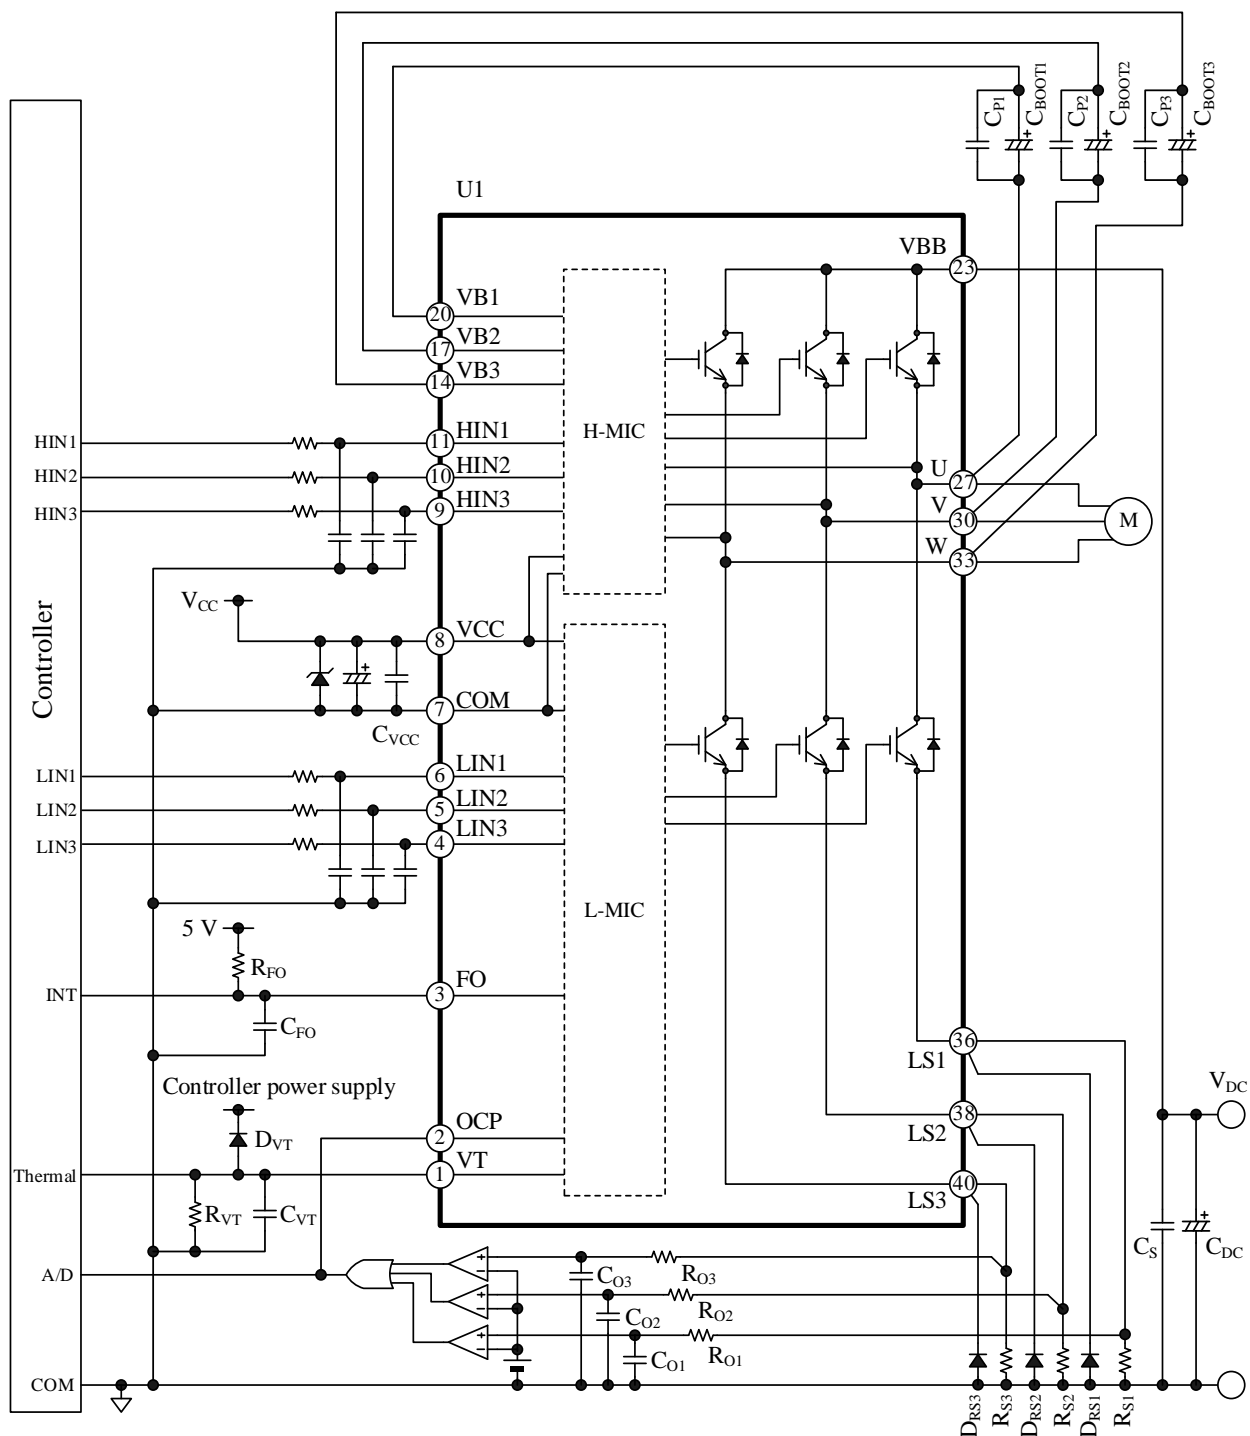 C_P1
C_BOOT1
C_P2
C_BOOT2
C_P3
C_BOOT3
U1
VBB
23
20
VB1
17
VB2
14
VB3
HIN1
11
HIN1
HIN2
10
HIN2
HIN3
9
HIN3
H-MIC
U
27
V
30
W
33
M
V_CC
8
VCC
7
COM
C_VCC
Controller
LIN1
6
LIN1
LIN2
5
LIN2
LIN3
4
LIN3
L-MIC
5 V
R_FO
INT
3
FO
C_FO
36
LS1
Controller power supply
V_DC
D_VT
2
OCP
38
LS2
Thermal
1
VT
40
LS3
R_VT
C_VT
C_S
C_DC
A/D
+
−
+
−
+
−
C_O3
R_O3
C_O2
R_O2
C_O1
R_O1
COM
D_RS3
R_S3
D_RS2
R_S2
D_RS1
R_S1